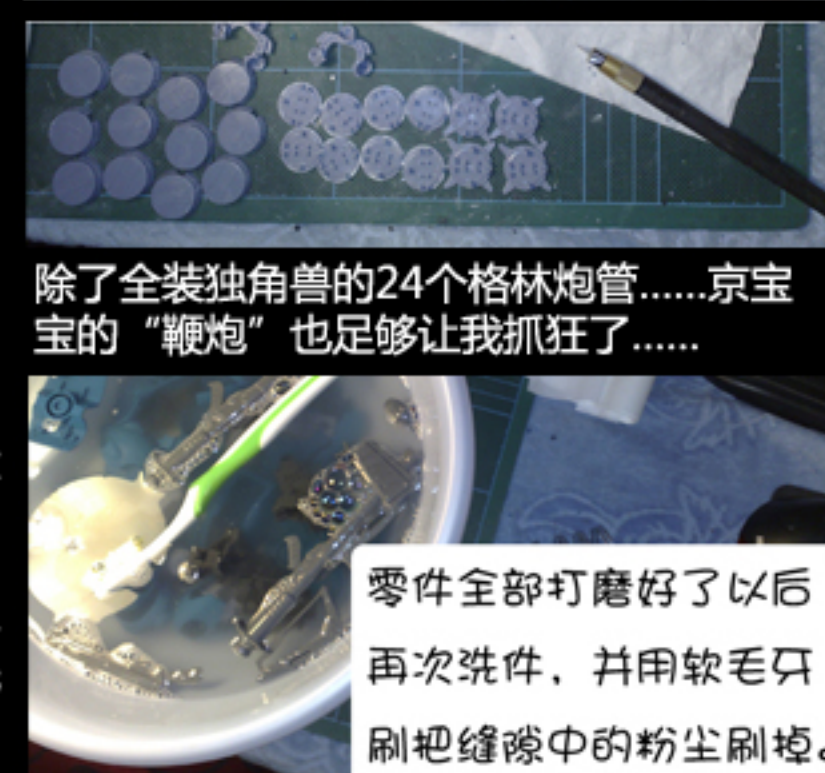 除了全装独角兽的24个格林炮管……京宝
宝的“鞭炮”也足够让我抓狂了……
零件全部打磨好了以后
再次洗件，并用软毛牙
刷把缝隙中的粉尘刷掉。